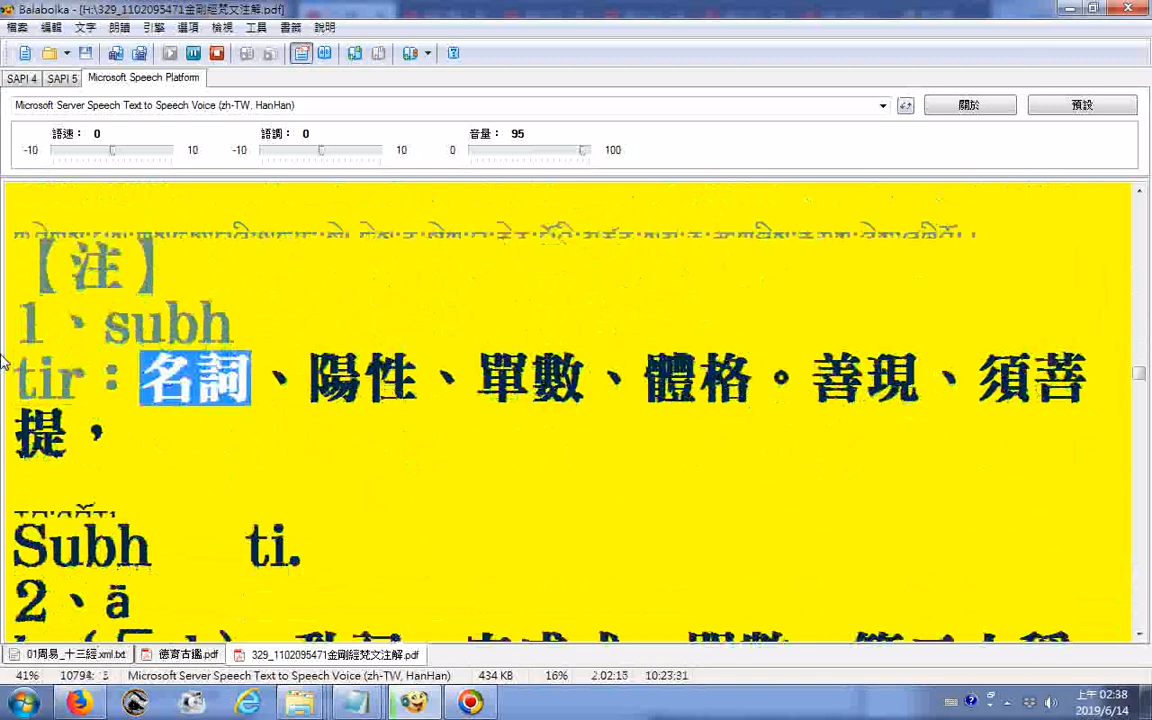 Balabolka - [H:\329_1102095471金剛經梵文注解.pdf]
檔案 編輯 文字 朗讀 引擎 選項 檢視 工具 書籤 說明
SAPI 4 SAPI 5 Microsoft Speech Platform
Microsoft Server Speech Text to Speech Voice (zh-TW, HanHan) 關於 預設
語速： 0 語調： 0 音量： 95
-10 10 -10 10 0 100
【注】
1、subh
tir：名詞、陽性、單數、體格。善現、須菩
提，
Subh ti.
2、ā
01周易_十三經.xml.txt 德育古鑑.pdf 329_1102095471金剛經梵文注解.pdf
41% Microsoft Server Speech Text to Speech Voice (zh-TW, HanHan) 434 KB 16% 2:02:15 10:23:31
上午 02:38
2019/6/14